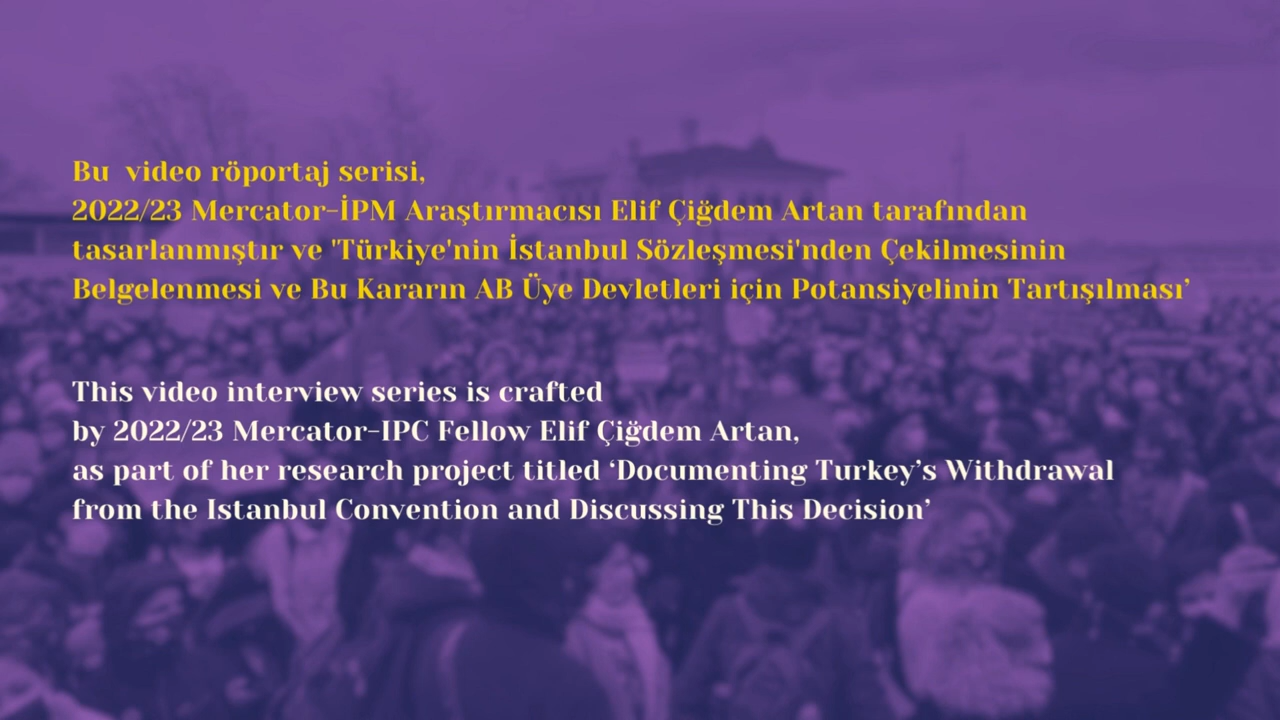 Bu  video röportaj serisi,
2022/23 Mercator-İPM Araştırmacısı Elif Çiğdem Artan tarafından
tasarlanmıştır ve 'Türkiye'nin İstanbul Sözleşmesi'nden Çekilmesinin
Belgelenmesi ve Bu Kararın AB Üye Devletleri için Potansiyelinin Tartışılması’
This video interview series is crafted
by 2022/23 Mercator-IPC Fellow Elif Çiğdem Artan,
as part of her research project titled ‘Documenting Turkey’s Withdrawal
from the Istanbul Convention and Discussing This Decision’